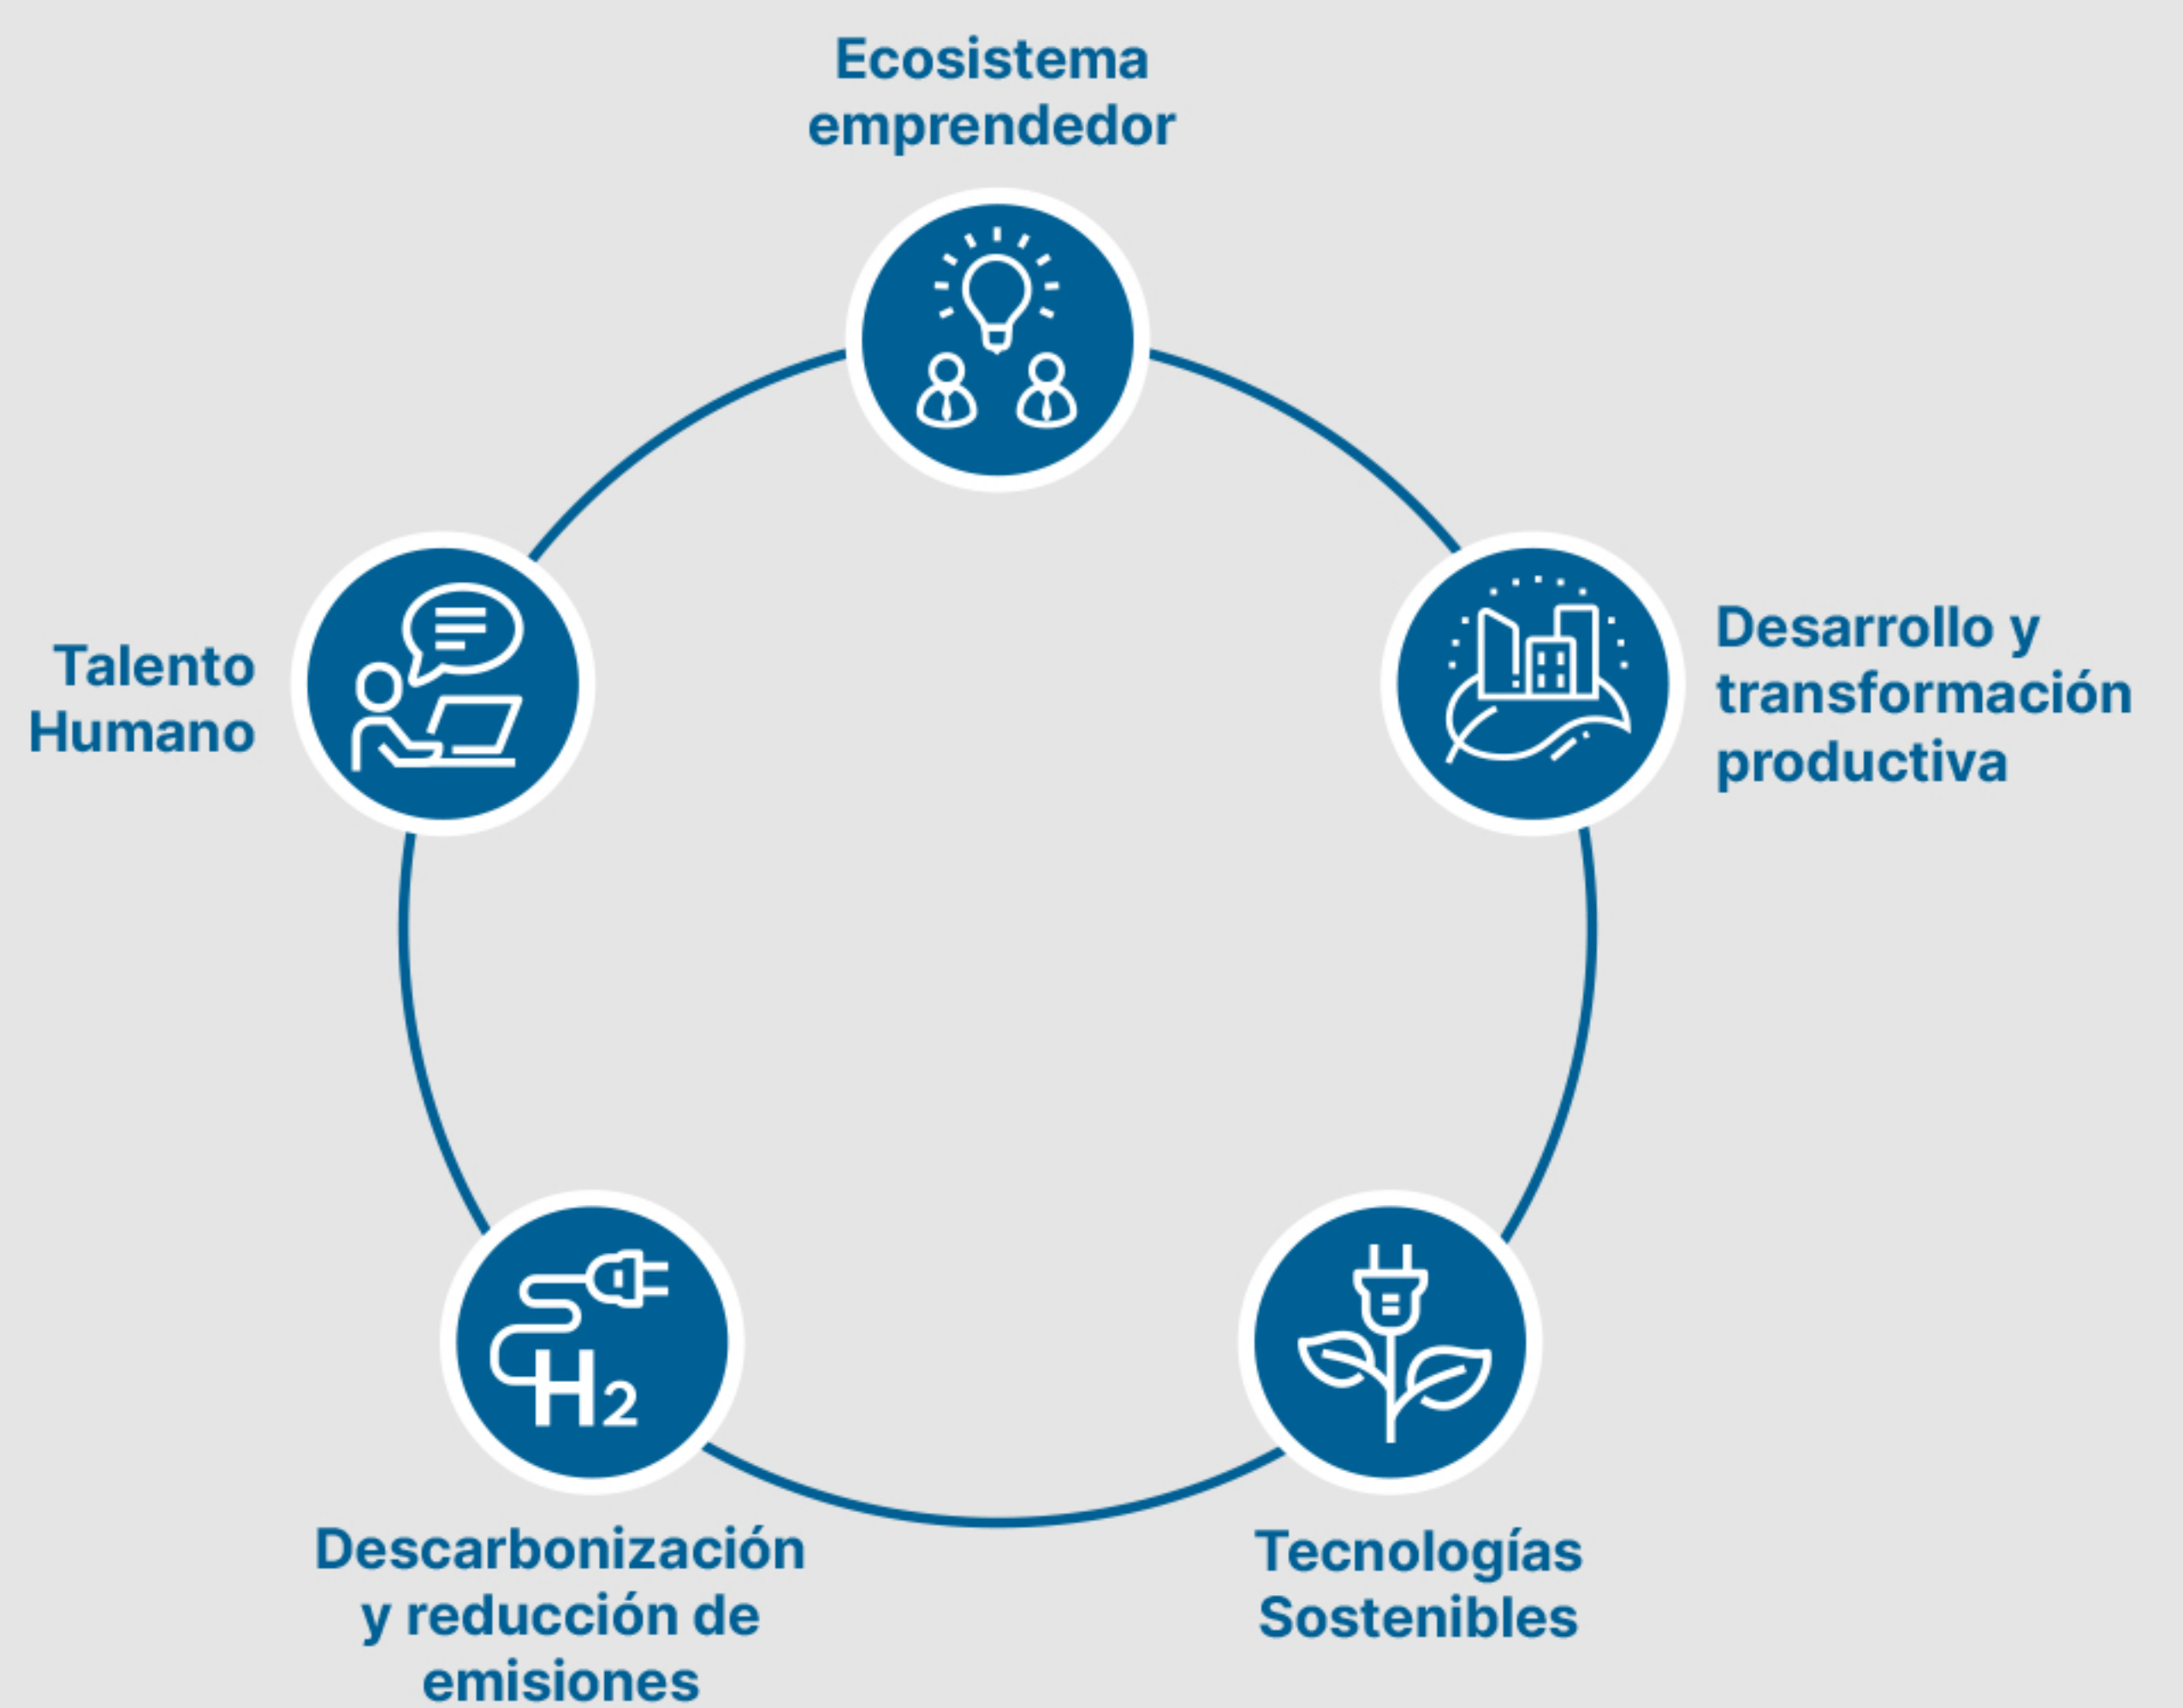 Ecosistema
emprendedor
Desarrollo y
transformación
productiva
Talento
Humano
H2
Descarbonización
y reducción de
emisiones
Tecnologías
Sostenibles